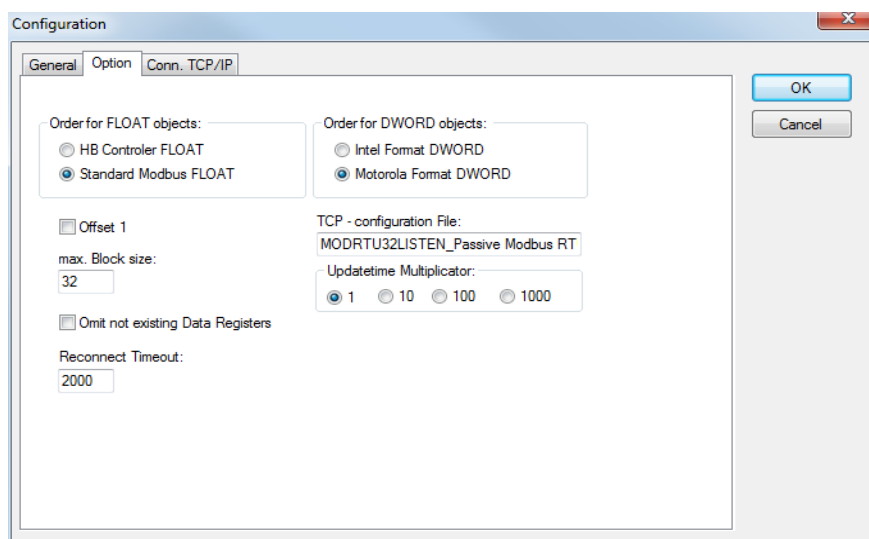 Configuration
General Option Conn. TCP/IP
OK
Cancel
Order for FLOAT objects:
HB Controler FLOAT
Standard Modbus FLOAT
Order for DWORD objects:
Intel Format DWORD
Motorola Format DWORD
Offset 1
max. Block size:
32
Omit not existing Data Registers
Reconnect Timeout:
2000
TCP - configuration File:
MODRTU32LISTEN_Passive Modbus RT
Updatetime Multiplicator:
1 10 100 1000